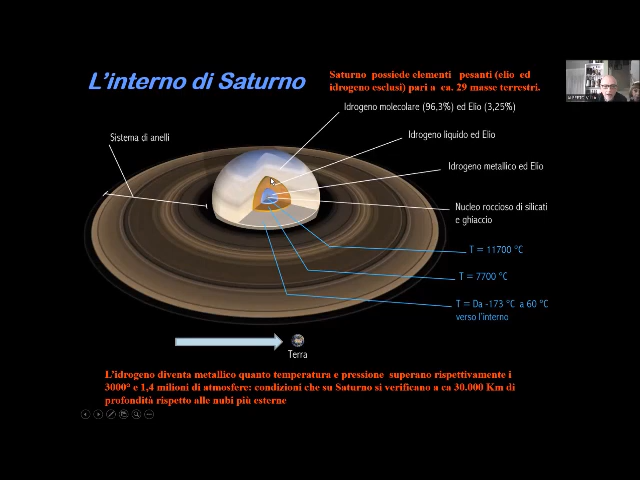 L'interno di Saturno
Saturno possiede elementi pesanti (elio ed
idrogeno esclusi) pari a ca. 29 masse terrestri.
Idrogeno molecolare (96,3%) ed Elio (3,25%)
Sistema di anelli
Idrogeno liquido ed Elio
Idrogeno metallico ed Elio
Nucleo roccioso di silicati
e ghiaccio
T = 11700 °C
T = 7700 °C
T = Da -173 °C a 60 °C
verso l'interno
Terra
L'idrogeno diventa metallico quanto temperatura e pressione superano rispettivamente i
3000° e 1,4 milioni di atmosfere: condizioni che su Saturno si verificano a ca 30.000 Km di
profondità rispetto alle nubi più esterne